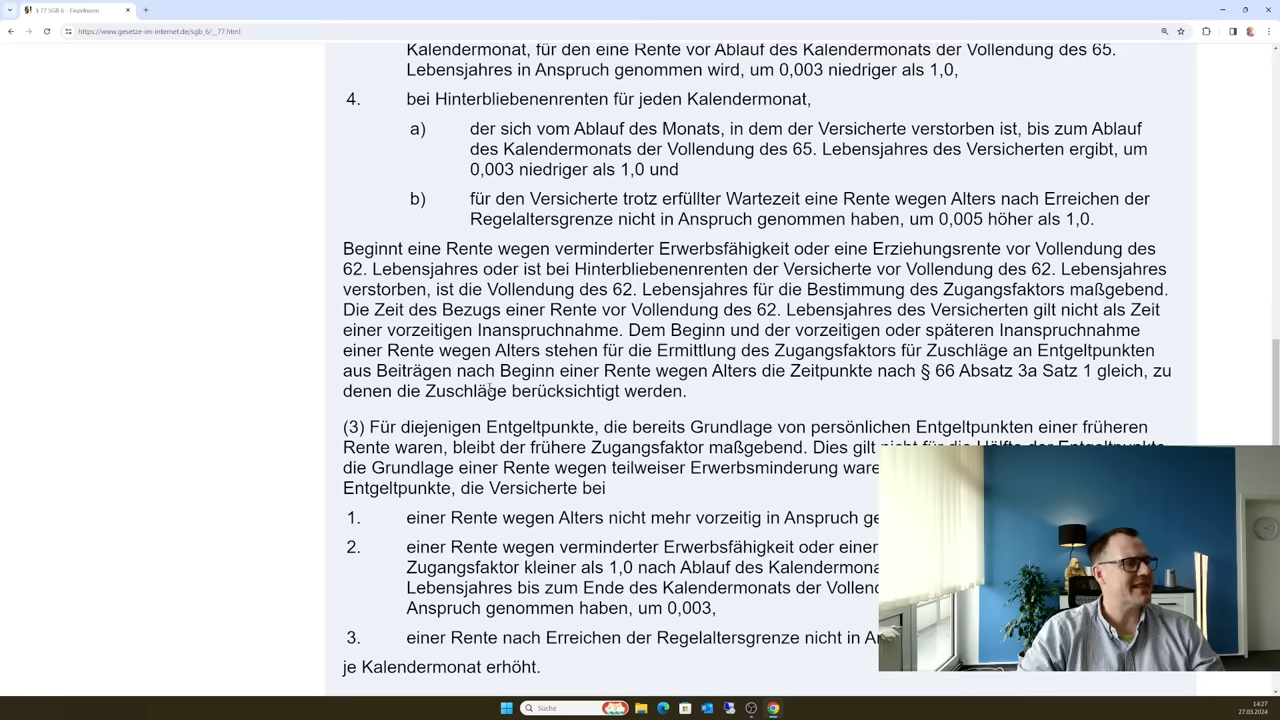 § 77 SGB 6 - Einzelnorm
https://www.gesetze-im-internet.de/sgb_6/__77.html
Kalendermonat, für den eine Rente vor Ablauf des Kalendermonats der Vollendung des 65.
Lebensjahres in Anspruch genommen wird, um 0,003 niedriger als 1,0,
4. bei Hinterbliebenenrenten für jeden Kalendermonat,
a) der sich vom Ablauf des Monats, in dem der Versicherte verstorben ist, bis zum Ablauf
des Kalendermonats der Vollendung des 65. Lebensjahres des Versicherten ergibt, um
0,003 niedriger als 1,0 und
b) für den Versicherte trotz erfüllter Wartezeit eine Rente wegen Alters nach Erreichen der
Regelaltersgrenze nicht in Anspruch genommen haben, um 0,005 höher als 1,0.
Beginnt eine Rente wegen verminderter Erwerbsfähigkeit oder eine Erziehungsrente vor Vollendung des
62. Lebensjahres oder ist bei Hinterbliebenenrenten der Versicherte vor Vollendung des 62. Lebensjahres
verstorben, ist die Vollendung des 62. Lebensjahres für die Bestimmung des Zugangsfaktors maßgebend.
Die Zeit des Bezugs einer Rente vor Vollendung des 62. Lebensjahres des Versicherten gilt nicht als Zeit
einer vorzeitigen Inanspruchnahme. Dem Beginn und der vorzeitigen oder späteren Inanspruchnahme
einer Rente wegen Alters stehen für die Ermittlung des Zugangsfaktors für Zuschläge an Entgeltpunkten
aus Beiträgen nach Beginn einer Rente wegen Alters die Zeitpunkte nach § 66 Absatz 3a Satz 1 gleich, zu
denen die Zuschläge berücksichtigt werden.
(3) Für diejenigen Entgeltpunkte, die bereits Grundlage von persönlichen Entgeltpunkten einer früheren
Rente waren, bleibt der frühere Zugangsfaktor maßgebend. Dies gilt nicht für die Hälfte der Entgeltpunkte,
die Grundlage einer Rente wegen teilweiser Erwerbsminderung ware
Entgeltpunkte, die Versicherte bei
1. einer Rente wegen Alters nicht mehr vorzeitig in Anspruch ge
2. einer Rente wegen verminderter Erwerbsfähigkeit oder einer
Zugangsfaktor kleiner als 1,0 nach Ablauf des Kalendermona
Lebensjahres bis zum Ende des Kalendermonats der Vollend
Anspruch genommen haben, um 0,003,
3. einer Rente nach Erreichen der Regelaltersgrenze nicht in A
je Kalendermonat erhöht.
Suche
14:27
27.03.2024